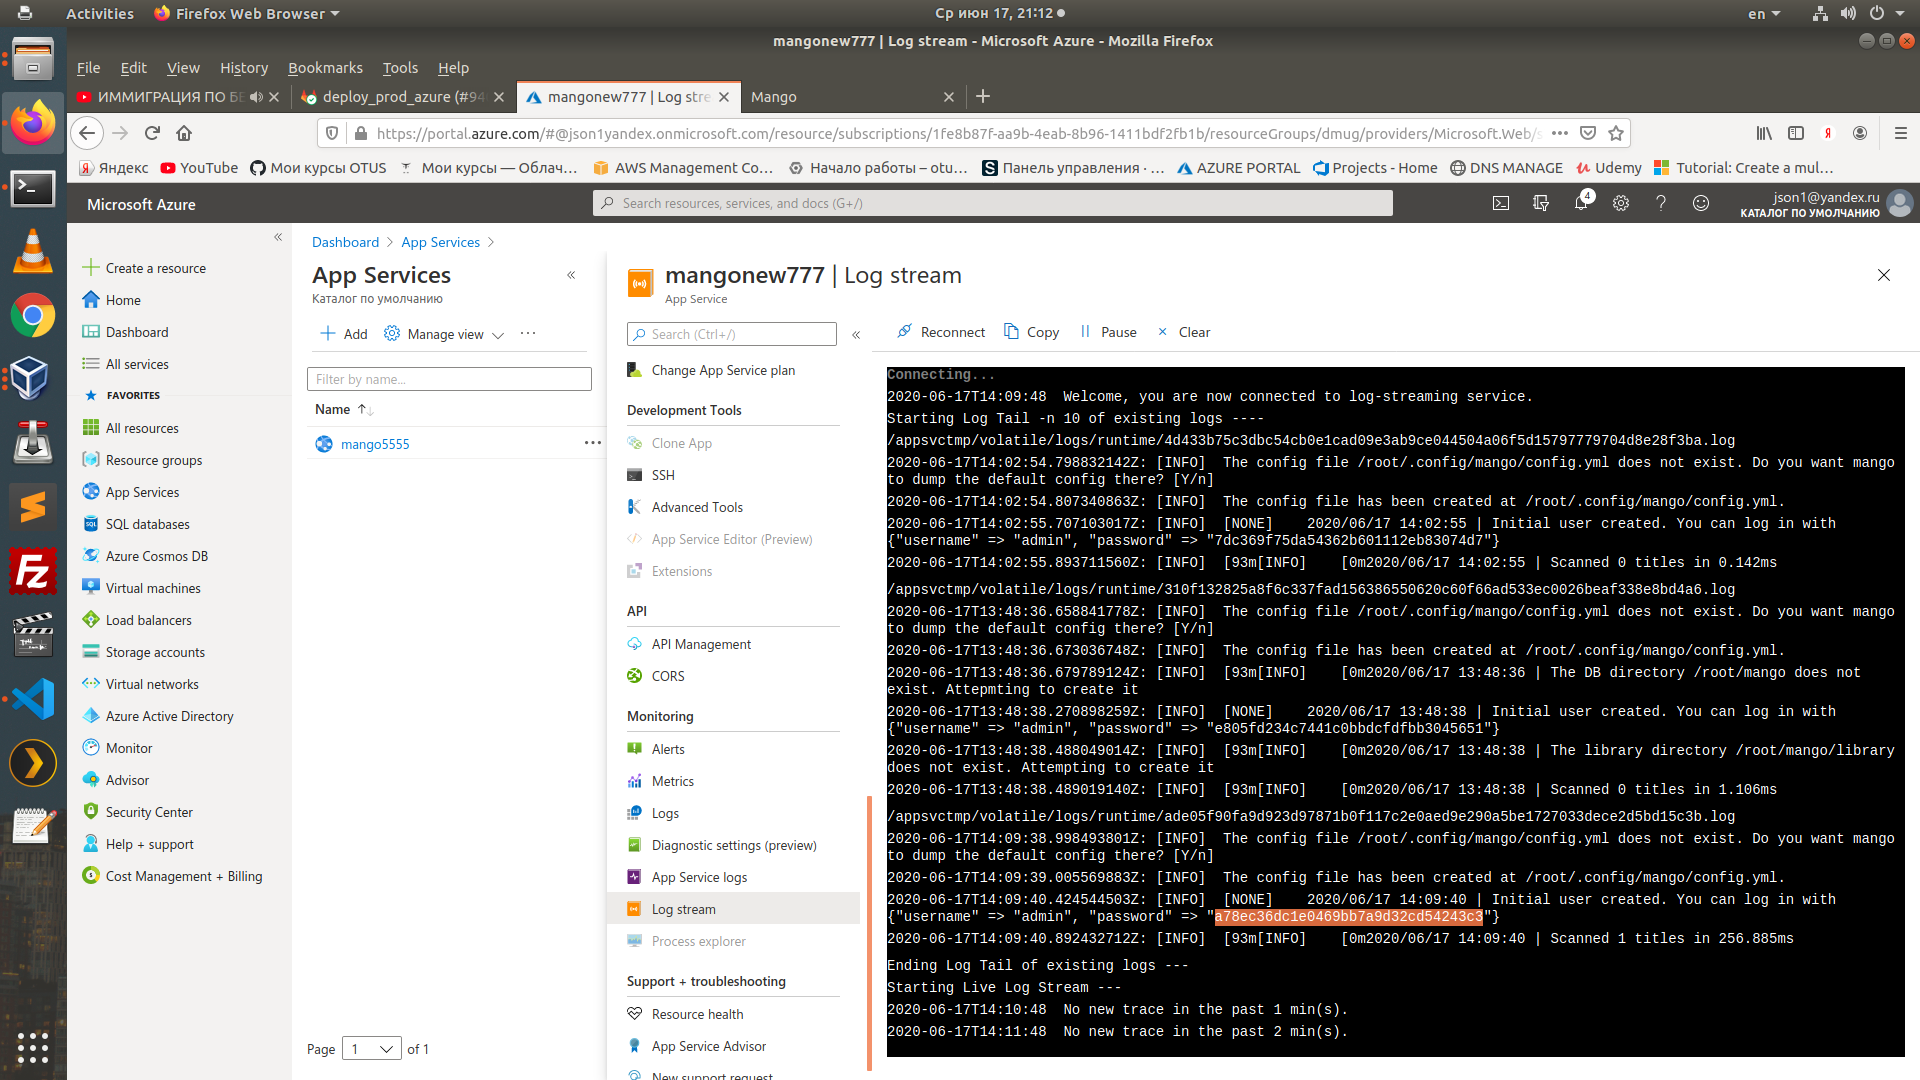 Activities
Firefox Web Browser
Ср июн 17, 21:12
en
mangonew777 | Log stream - Microsoft Azure - Mozilla Firefox
File Edit View History Bookmarks Tools Help
ИММИГРАЦИЯ ПО БЕ
deploy_prod_azure (#94
mangonew777 | Log stre
Mango
https://portal.azure.com/#@json1yandex.onmicrosoft.com/resource/subscriptions/1fe8b87f-aa9b-4eab-8b96-1411bdf2fb1b/resourceGroups/dmug/providers/Microsoft.Web/s
Яндекс YouTube Мои курсы OTUS Мои курсы — Облач… AWS Management Co… Начало работы – otu… Панель управления · … AZURE PORTAL Projects - Home DNS MANAGE Udemy Tutorial: Create a mul…
Microsoft Azure
Search resources, services, and docs (G+/)
4
json1@yandex.ru
КАТАЛОГ ПО УМОЛЧАНИЮ
Create a resource
Home
Dashboard
All services
FAVORITES
All resources
Resource groups
App Services
SQL databases
Azure Cosmos DB
Virtual machines
Load balancers
Storage accounts
Virtual networks
Azure Active Directory
Monitor
Advisor
Security Center
Help + support
Cost Management + Billing
Dashboard > App Services >
App Services
Каталог по умолчанию
Add Manage view ···
Filter by name...
Name
mango5555
Page 1 of 1
mangonew777 | Log stream
App Service
Search (Ctrl+/)
Change App Service plan
Development Tools
Clone App
SSH
Advanced Tools
App Service Editor (Preview)
Extensions
API
API Management
CORS
Monitoring
Alerts
Metrics
Logs
Diagnostic settings (preview)
App Service logs
Log stream
Process explorer
Support + troubleshooting
Resource health
App Service Advisor
New support request
Reconnect Copy Pause Clear
Connecting...
2020-06-17T14:09:48  Welcome, you are now connected to log-streaming service.
Starting Log Tail -n 10 of existing logs ----
/appsvctmp/volatile/logs/runtime/4d433b75c3dbc54cb0e1cad09e3ab9ce044504a06f5d15797779704d8e28f3ba.log
2020-06-17T14:02:54.798832142Z: [INFO]  The config file /root/.config/mango/config.yml does not exist. Do you want mango
to dump the default config there? [Y/n]
2020-06-17T14:02:54.807340863Z: [INFO]  The config file has been created at /root/.config/mango/config.yml.
2020-06-17T14:02:55.707103017Z: [INFO]  [NONE]    2020/06/17 14:02:55 | Initial user created. You can log in with
{"username" => "admin", "password" => "7dc369f75da54362b601112eb83074d7"}
2020-06-17T14:02:55.893711560Z: [INFO]  [93m[INFO]    [0m2020/06/17 14:02:55 | Scanned 0 titles in 0.142ms
/appsvctmp/volatile/logs/runtime/310f132825a8f6c337fad156386550620c60f66ad533ec0026beaf338e8bd4a6.log
2020-06-17T13:48:36.658841778Z: [INFO]  The config file /root/.config/mango/config.yml does not exist. Do you want mango
to dump the default config there? [Y/n]
2020-06-17T13:48:36.673036748Z: [INFO]  The config file has been created at /root/.config/mango/config.yml.
2020-06-17T13:48:36.679789124Z: [INFO]  [93m[INFO]    [0m2020/06/17 13:48:36 | The DB directory /root/mango does not
exist. Attepmting to create it
2020-06-17T13:48:38.270898259Z: [INFO]  [NONE]    2020/06/17 13:48:38 | Initial user created. You can log in with
{"username" => "admin", "password" => "e805fd234c7441c0bbdcfdfbb3045651"}
2020-06-17T13:48:38.488049014Z: [INFO]  [93m[INFO]    [0m2020/06/17 13:48:38 | The library directory /root/mango/library
does not exist. Attempting to create it
2020-06-17T13:48:38.489019140Z: [INFO]  [93m[INFO]    [0m2020/06/17 13:48:38 | Scanned 0 titles in 1.106ms
/appsvctmp/volatile/logs/runtime/ade05f90fa9d923d97871b0f117c2e0aed9e290a5be1727033dece2d5bd15c3b.log
2020-06-17T14:09:38.998493801Z: [INFO]  The config file /root/.config/mango/config.yml does not exist. Do you want mango
to dump the default config there? [Y/n]
2020-06-17T14:09:39.005569883Z: [INFO]  The config file has been created at /root/.config/mango/config.yml.
2020-06-17T14:09:40.424544503Z: [INFO]  [NONE]    2020/06/17 14:09:40 | Initial user created. You can log in with
{"username" => "admin", "password" => "a78ec36dc1e0469bb7a9d32cd54243c3"}
2020-06-17T14:09:40.892432712Z: [INFO]  [93m[INFO]    [0m2020/06/17 14:09:40 | Scanned 1 titles in 256.885ms
Ending Log Tail of existing logs ---
Starting Live Log Stream ---
2020-06-17T14:10:48  No new trace in the past 1 min(s).
2020-06-17T14:11:48  No new trace in the past 2 min(s).